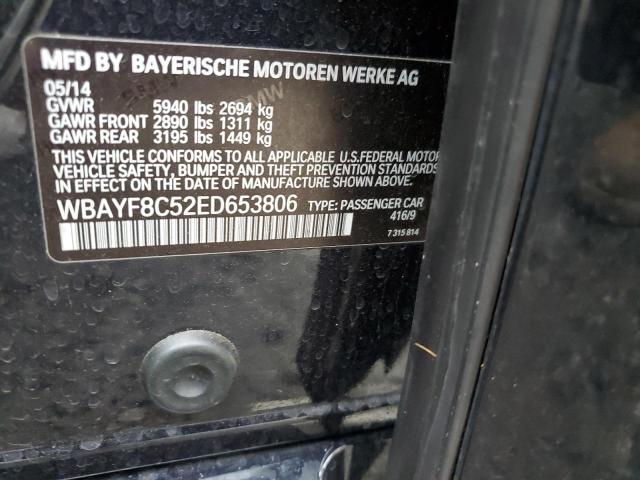 MFD BY BAYERISCHE MOTOREN WERKE AG
05/14
GVWR 5940 lbs 2694 kg
GAWR FRONT 2890 lbs 1311 kg
GAWR REAR 3195 lbs 1449 kg
THIS VEHICLE CONFORMS TO ALL APPLICABLE U.S.FEDERAL MOTOR
VEHICLE SAFETY, BUMPER AND THEFT PREVENTION
STANDARDS IN EFFECT ON THE DATE OF MANUFACTURE
WBAYF8C52ED653806 TYPE: PASSENGER CAR
416/9
7 315 814